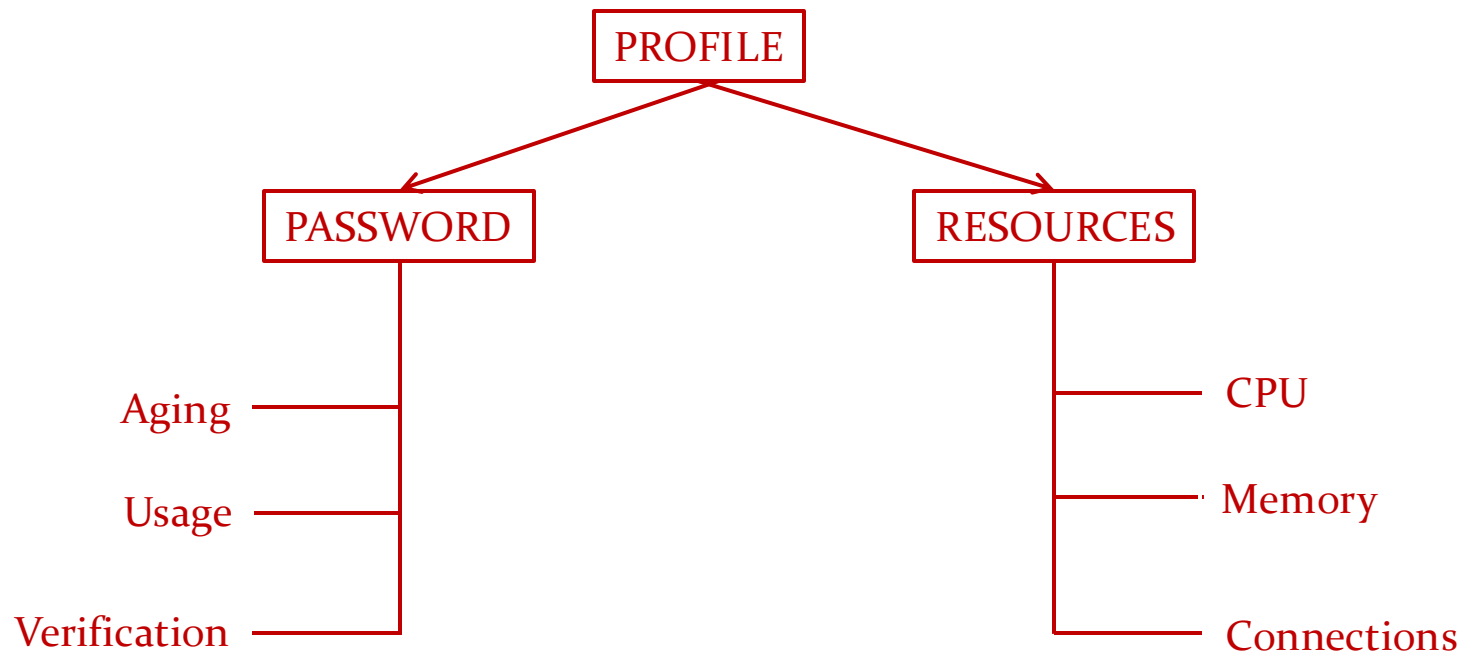 PROFILE
PASSWORD
RESOURCES
Aging
Usage
Verification
CPU
Memory
Connections